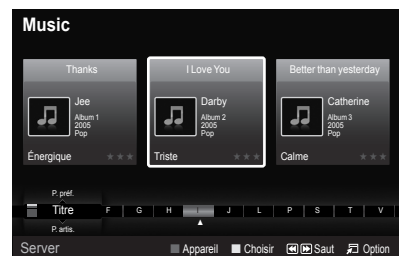 Music
Thanks
Jee
Album 1
2005
Pop
Énergique
I Love You
Darby
Album 2
2005
Pop
Triste
Better than yesterday
Catherine
Album 3
2005
Pop
Calme
P. préf.
Titre F G H I J L P S T V
P. artis.
Server Appareil Choisir Saut Option